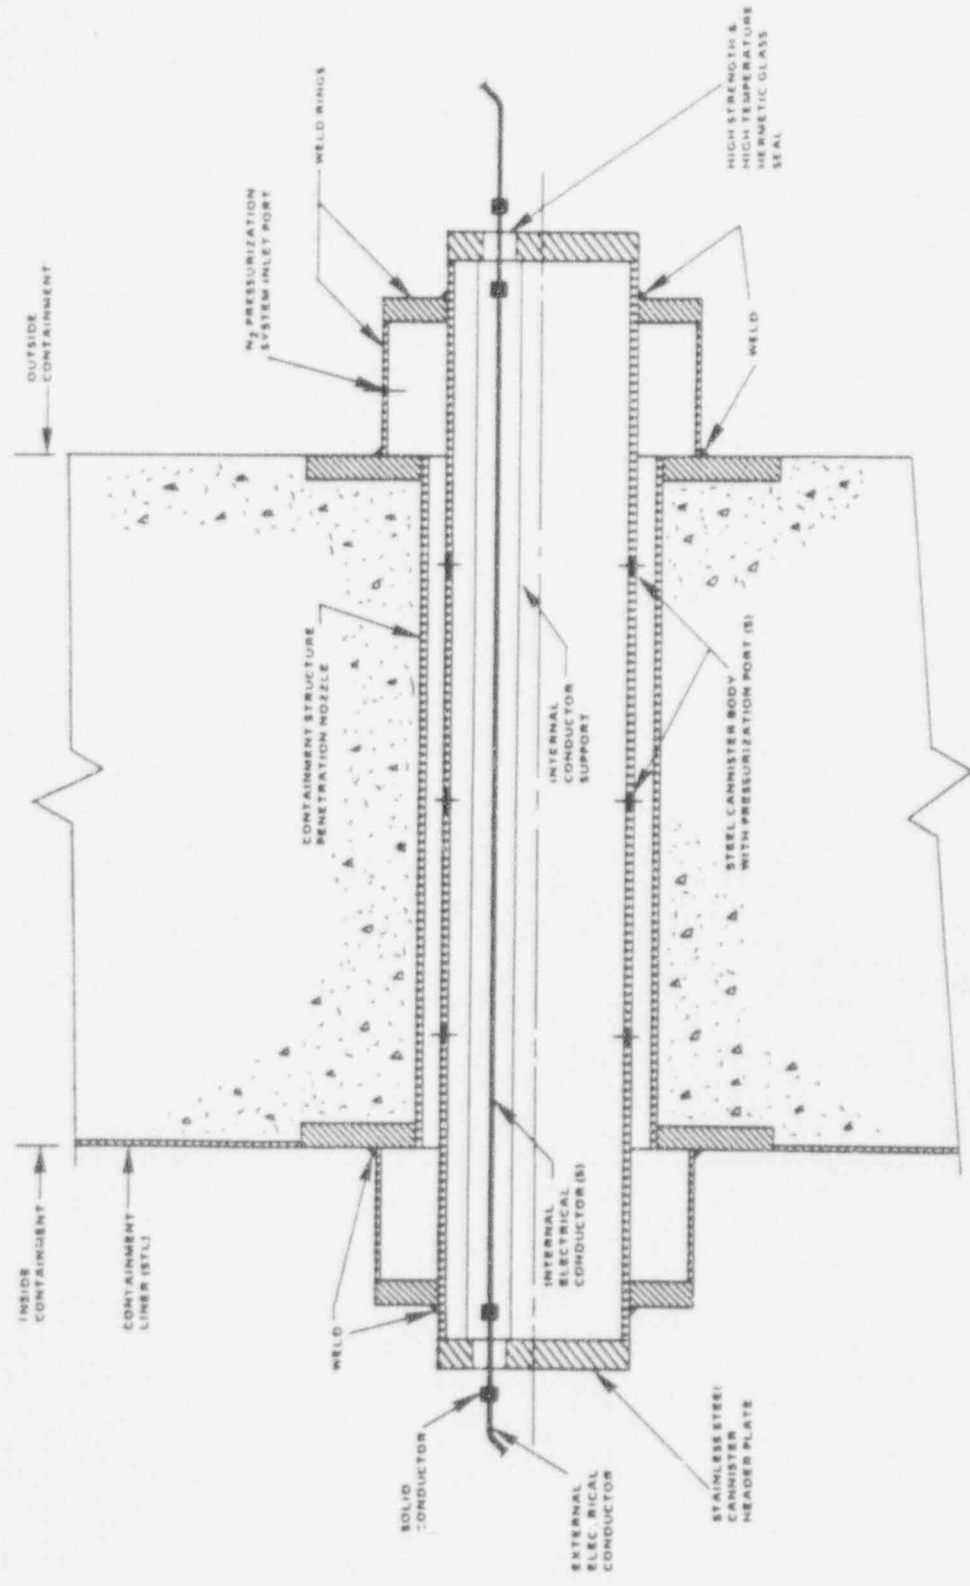 INSIDE
CONTAINMENT
CONTAINMENT
LINER (STL)
OUTSIDE
CONTAINMENT
N2 PRESSURIZATION
SYSTEM INLET PORT
WELD RINGS
WELD
CONTAINMENT STRUCTURE
PENETRATION NOZZLE
SOLID
CONDUCTOR
EXTERNAL
ELEC RICAL
CONDUCTOR
INTERNAL
ELECTRICAL
CONDUCTOR (S)
INTERNAL
CONDUCTOR
SUPPORT
STAINLESS STEEL
CANNISTER
HEADER PLATE
STEEL CANNISTER BODY
WITH PRESSURIZATION PORT (S)
WELD
HIGH STRENGTH &
HIGH TEMPERATURE
HERMETIC GLASS
SEAL